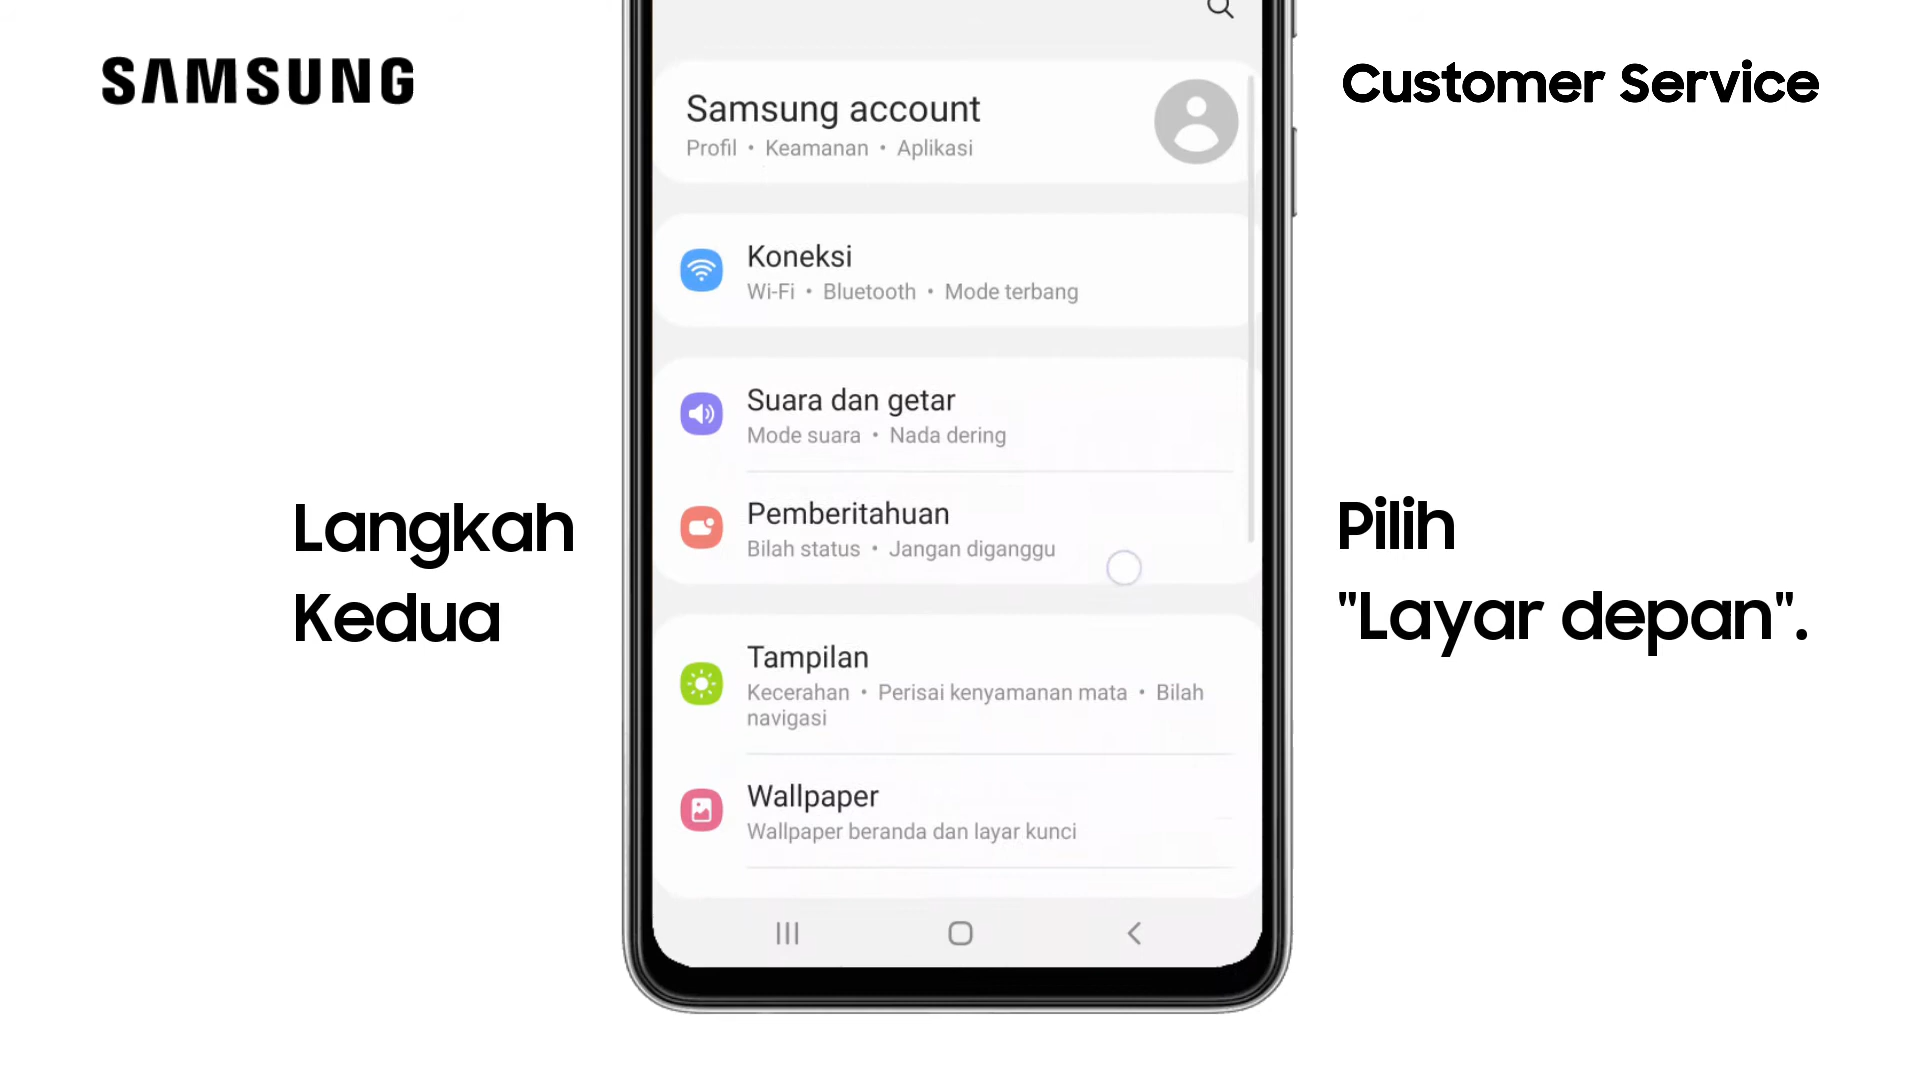 SAMSUNG
Customer Service
Samsung account
Profil • Keamanan • Aplikasi
Koneksi
Wi-Fi • Bluetooth • Mode terbang
Suara dan getar
Mode suara • Nada dering
Pemberitahuan
Bilah status • Jangan diganggu
Tampilan
Kecerahan • Perisai kenyamanan mata • Bilah
navigasi
Wallpaper
Wallpaper beranda dan layar kunci
Langkah
Kedua
Pilih
"Layar depan".